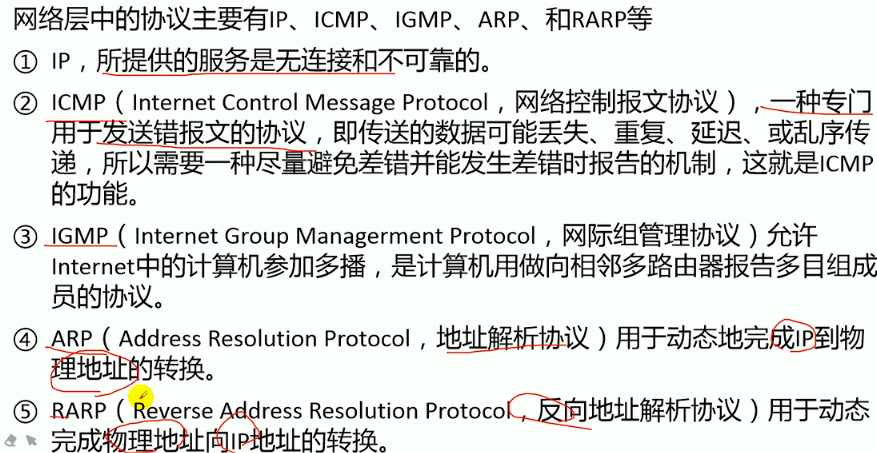 网络层中的协议主要有IP、ICMP、IGMP、ARP、和RARP等
① IP，所提供的服务是无连接和不可靠的。
② ICMP（Internet Control Message Protocol，网络控制报文协议），一种专门
用于发送错报文的协议，即传送的数据可能丢失、重复、延迟、或乱序传
递，所以需要一种尽量避免差错并能发生差错时报告的机制，这就是ICMP
的功能。
③ IGMP（Internet Group Managerment Protocol，网际组管理协议）允许
Internet中的计算机参加多播，是计算机用做向相邻多路由器报告多目组成
员的协议。
④ ARP（Address Resolution Protocol，地址解析协议）用于动态地完成IP到物
理地址的转换。
⑤ RARP（Reverse Address Resolution Protocol，反向地址解析协议）用于动态
完成物理地址向IP地址的转换。